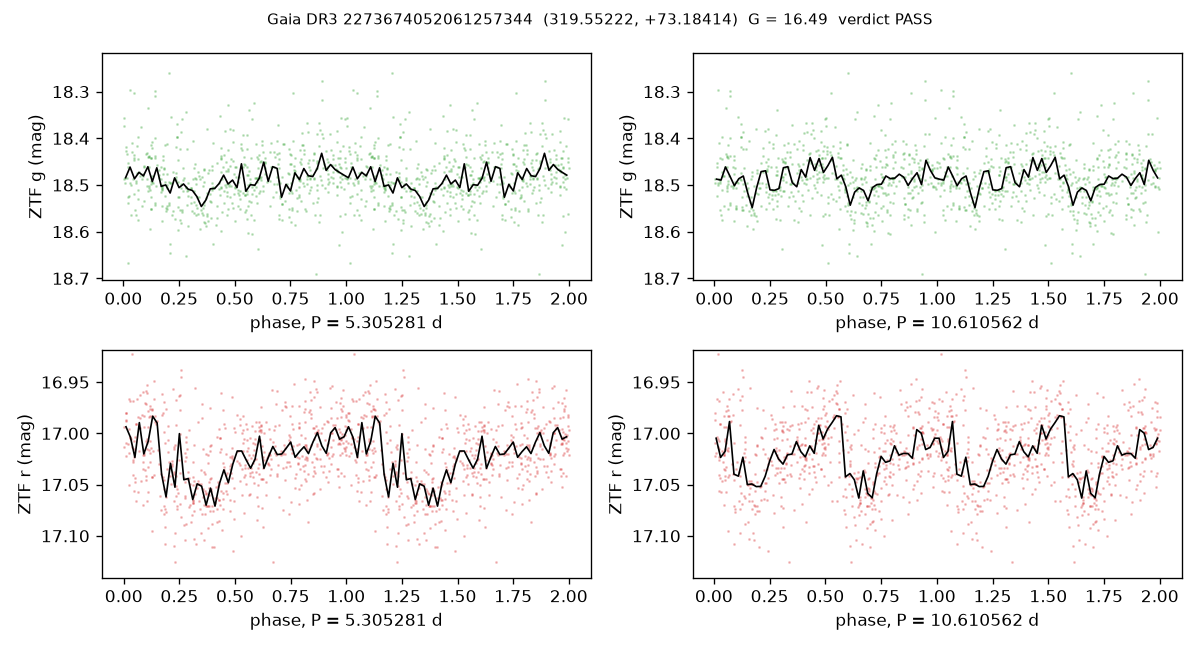 Gaia DR3 2273674052061257344 (319.55222, +73.18414) G = 16.49 verdict PASS
ZTF g (mag)
18.3
18.4
18.5
18.6
18.7
0.00 0.25 0.50 0.75 1.00 1.25 1.50 1.75 2.00
phase, P = 5.305281 d
ZTF g (mag)
18.3
18.4
18.5
18.6
18.7
0.00 0.25 0.50 0.75 1.00 1.25 1.50 1.75 2.00
phase, P = 10.610562 d
ZTF r (mag)
16.95
17.00
17.05
17.10
0.00 0.25 0.50 0.75 1.00 1.25 1.50 1.75 2.00
phase, P = 5.305281 d
ZTF r (mag)
16.95
17.00
17.05
17.10
0.00 0.25 0.50 0.75 1.00 1.25 1.50 1.75 2.00
phase, P = 10.610562 d